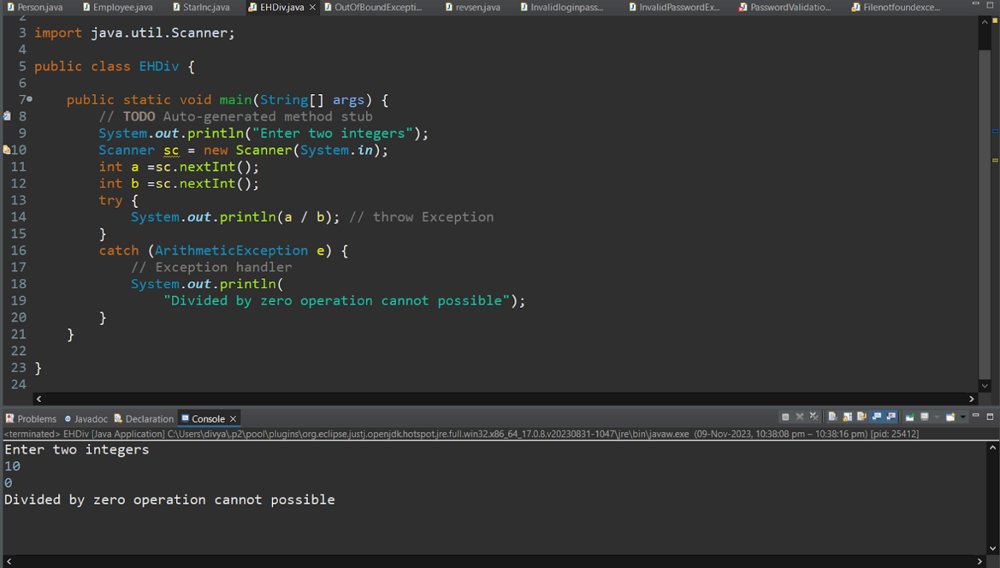 Person.java Employee.java StarInc.java EHDiv.java OutOfBoundExcepti... revsen.java Invalidloginpass... InvalidPasswordEx... PasswordValidatio... Filenotfoundexce...
2
3 import java.util.Scanner;
4
5 public class EHDiv {
6
7 public static void main(String[] args) {
8 // TODO Auto-generated method stub
9 System.out.println("Enter two integers");
10 Scanner sc = new Scanner(System.in);
11 int a =sc.nextInt();
12 int b =sc.nextInt();
13 try {
14 System.out.println(a / b); // throw Exception
15 }
16 catch (ArithmeticException e) {
17 // Exception handler
18 System.out.println(
19 "Divided by zero operation cannot possible");
20 }
21 }
22
23 }
24
Problems Javadoc Declaration Console
<terminated> EHDiv [Java Application] C:\Users\divya\.p2\pool\plugins\org.eclipse.justj.openjdk.hotspot.jre.full.win32.x86_64_17.0.8.v20230831-1047\jre\bin\javaw.exe (09-Nov-2023, 10:38:08 pm – 10:38:16 pm) [pid: 25412]
Enter two integers
10
0
Divided by zero operation cannot possible